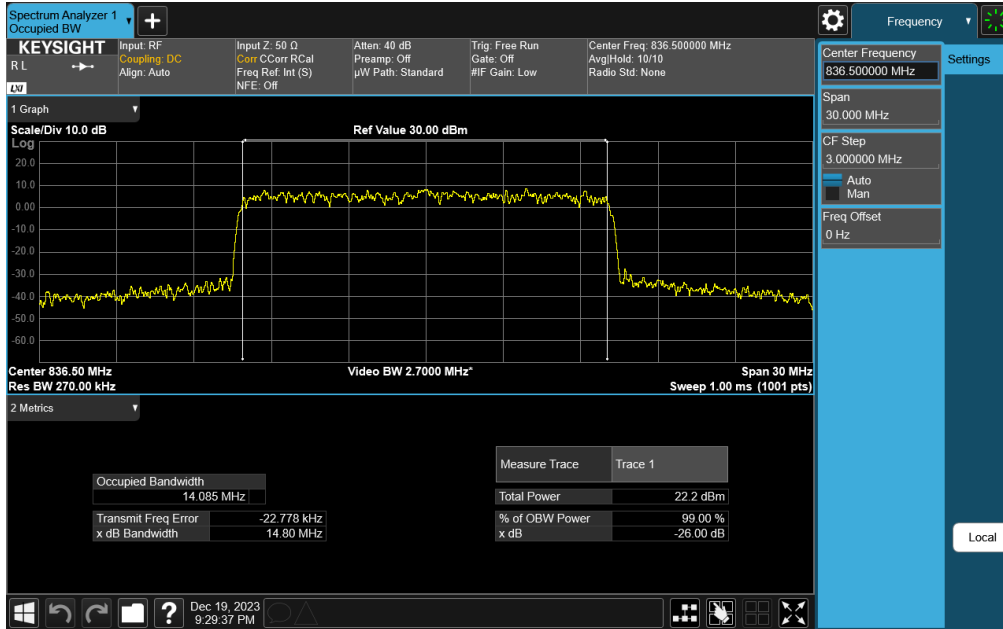 Spectrum Analyzer 1
Occupied BW
Frequency
KEYSIGHT
R L
LXI
Input: RF
Coupling: DC
Align: Auto
Input Z: 50 Ω
Corr CCorr RCal
Freq Ref: Int (S)
NFE: Off
Atten: 40 dB
Preamp: Off
µW Path: Standard
Trig: Free Run
Gate: Off
#IF Gain: Low
Center Freq: 836.500000 MHz
Avg|Hold: 10/10
Radio Std: None
Center Frequency
836.500000 MHz
Settings
Span
30.000 MHz
CF Step
3.000000 MHz
Auto
Man
Freq Offset
0 Hz
Local
1 Graph
Scale/Div 10.0 dB
Ref Value 30.00 dBm
Log
20.0
10.0
0.00
-10.0
-20.0
-30.0
-40.0
-50.0
-60.0
Center 836.50 MHz
Video BW 2.7000 MHz*
Span 30 MHz
Res BW 270.00 kHz
Sweep 1.00 ms (1001 pts)
2 Metrics
Measure Trace Trace 1
Occupied Bandwidth
14.085 MHz
Total Power 22.2 dBm
Transmit Freq Error -22.778 kHz
% of OBW Power 99.00 %
x dB Bandwidth 14.80 MHz
x dB -26.00 dB
?
Dec 19, 2023
9:29:37 PM